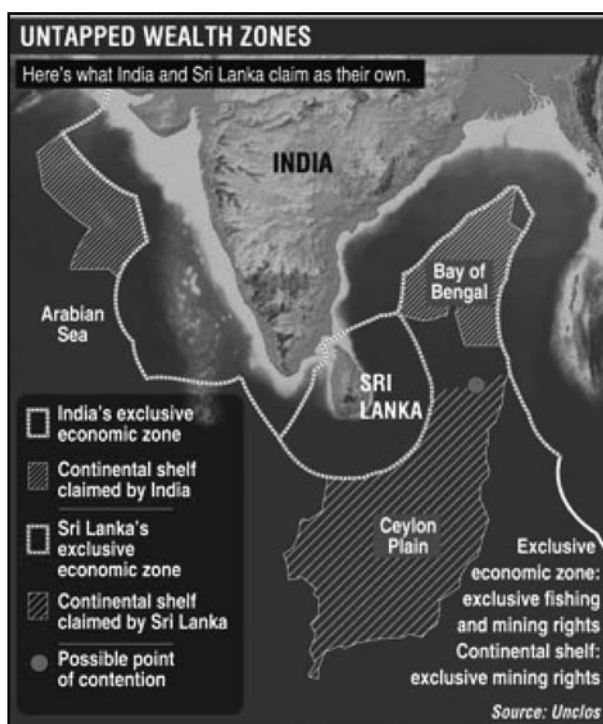 UNTAPPED WEALTH ZONES
Here's what India and Sri Lanka claim as their own.
INDIA
Bay of
Bengal
Arabian
Sea
SRI
LANKA
Ceylon
Plain
India's exclusive
economic zone
Continental shelf
claimed by India
Sri Lanka's
exclusive
economic zone
Continental shelf
claimed by Sri Lanka
Possible point
of contention
Exclusive
economic zone:
exclusive fishing
and mining rights
Continental shelf:
exclusive mining rights
Source: Unclos